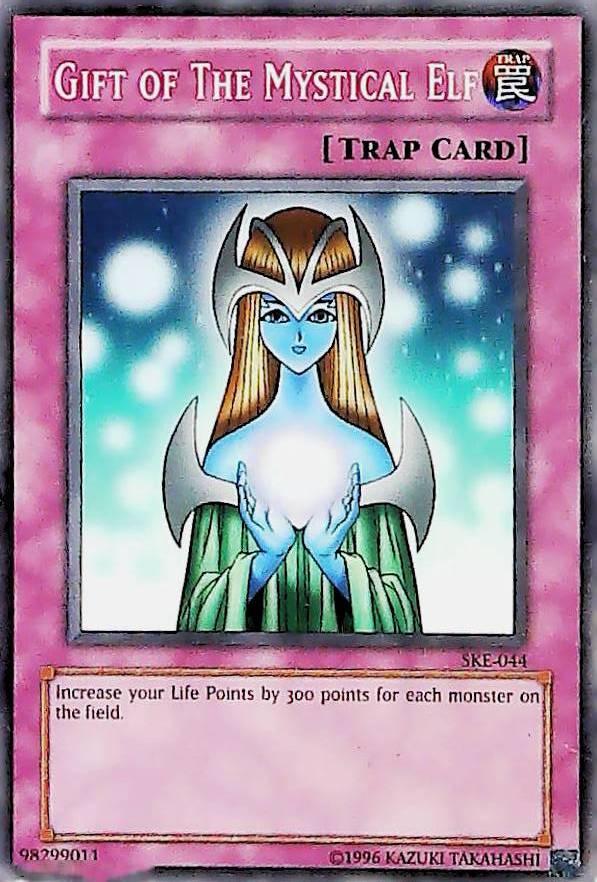 GIFT OF THE MYSTICAL ELF
TRAP
罠
[TRAP CARD]
SKE-044
Increase your Life Points by 300 points for each monster on
the field.
98299011
©1996 KAZUKI TAKAHASHI